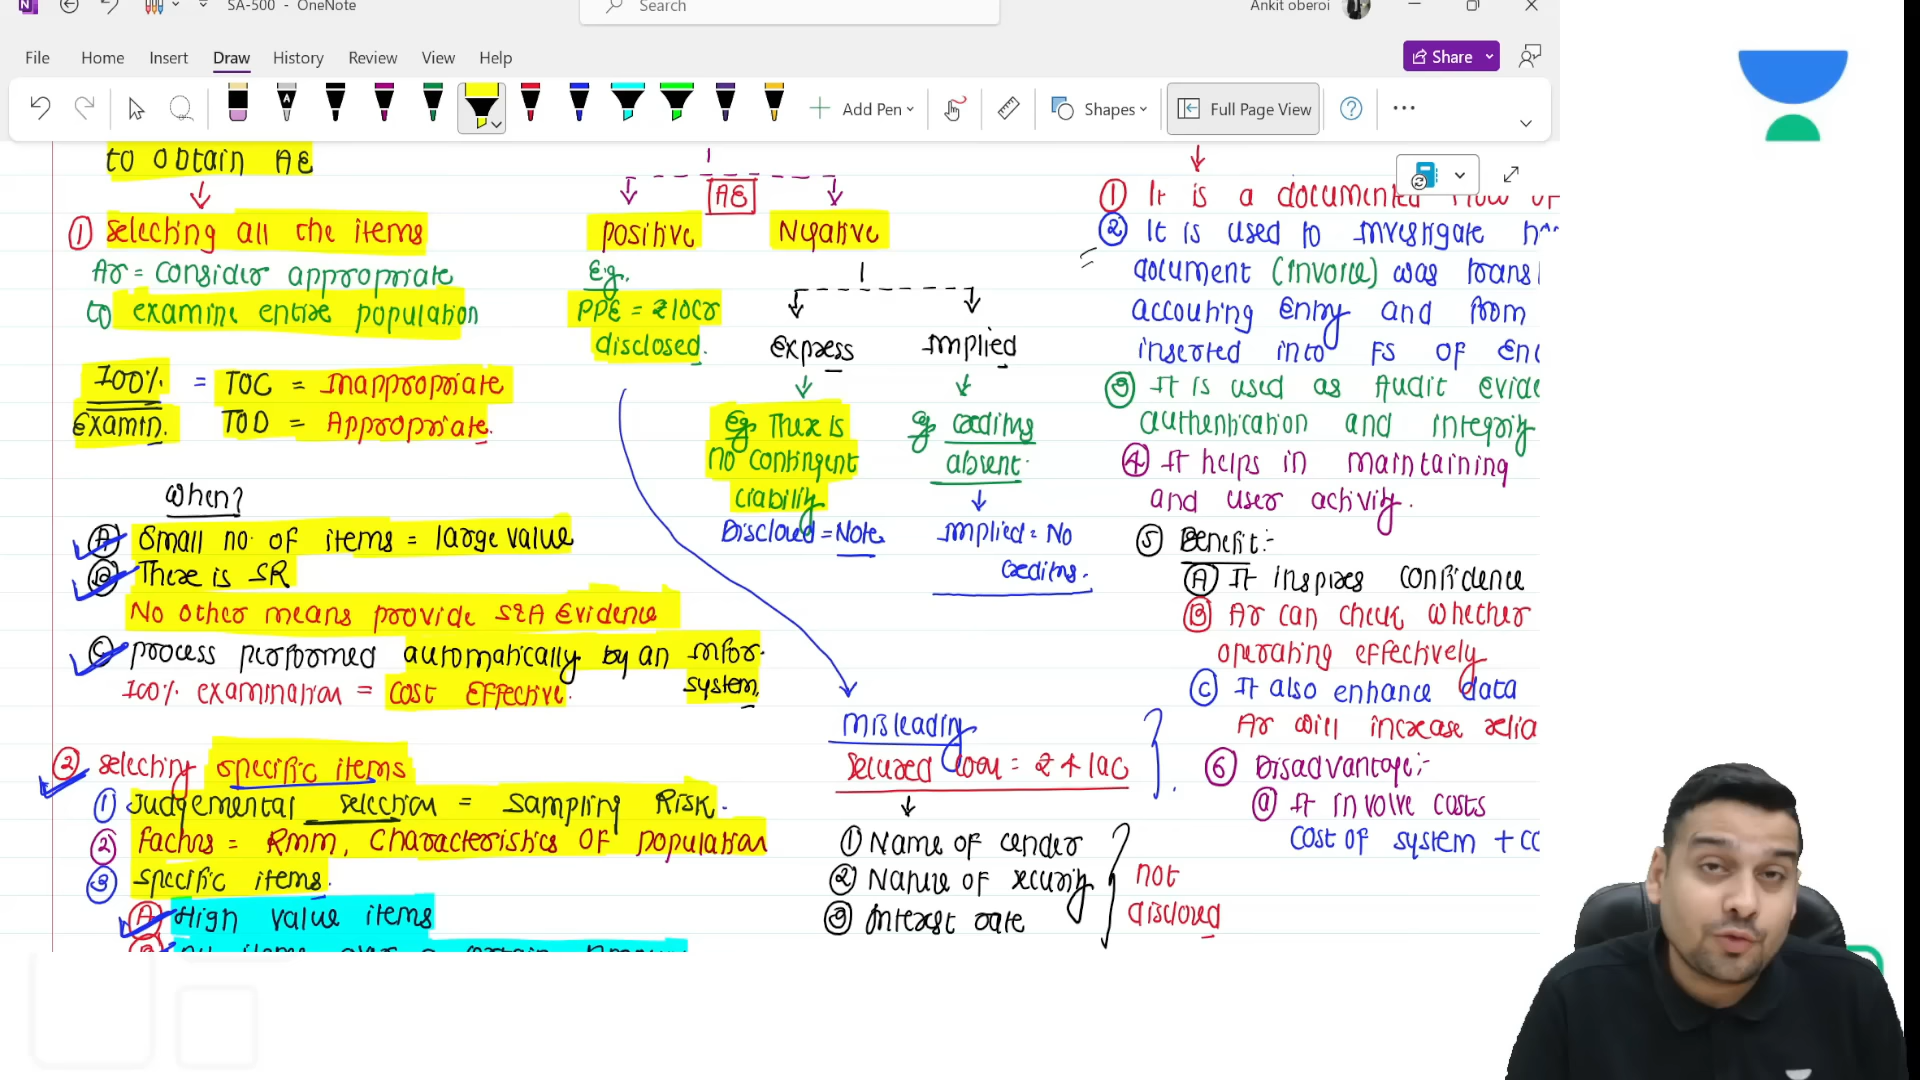 SA-500 - OneNote
Search
Ankit oberoi
File Home Insert Draw History Review View Help
Share
Add Pen
Shapes
Full Page View
to obtain AE
① Selecting all the items
Ar = Consider appropriate
to examine entire population
100% = TOC = Inappropriate
Examin. TOD = Appropriate.
When?
Ⓐ Small no. of items = large value
Ⓑ There is SR
No other means provide S&A Evidence
Ⓒ process performed automatically by an infor.
system.
100% examination = Cost Effective.
② Selecting specific items
① Judgemental selection = Sampling Risk.
② factors = Rmm, Characteristics of population
③ specific items.
Ⓐ High value items
AE
positive Negative
Eg.
PPE = ₹10cr
disclosed.
Express Implied
Eg There is
no contingent
liability
Disclosed = Note.
Eg creditors
absent.
Implied = No
creditors.
Misleading
Secured loan = ₹4 lac
① Name of lender
② Nature of security
③ Interest rate
not
disclosed
① It is a documented flow of
② It is used to investigate
document (invoice) was
accounting entry and from
inserted into FS of
③ It is used as Audit
authentication and integrity
④ It helps in maintaining
and user activity.
⑤ Benefit:-
Ⓐ It inspires confidence
Ⓑ Ar can check whether
operating effectively
Ⓒ It also enhance data
Ar will increase
⑥ Disadvantage:-
ⓐ It involve costs
Cost of system +